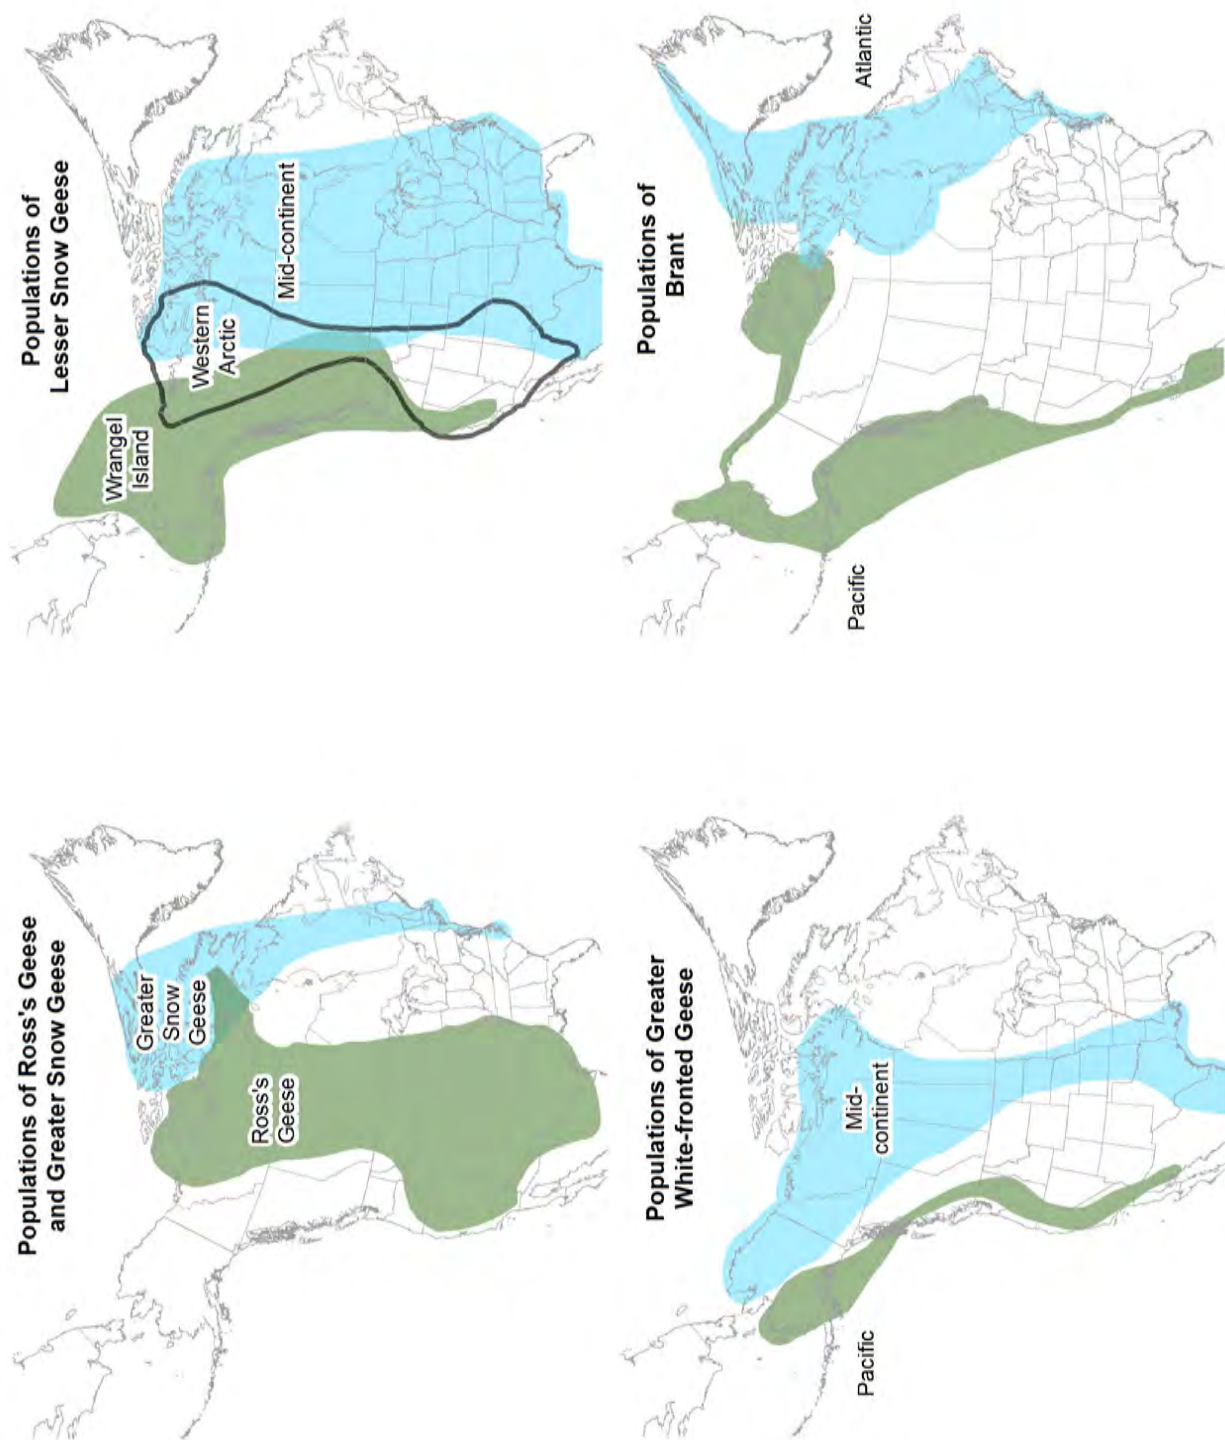 Populations of Ross's Geese
and Greater Snow Geese
Greater
Snow
Geese
Ross's
Geese
Populations of
Lesser Snow Geese
Wrangel
Island
Western
Arctic
Mid-continent
Populations of Greater
White-fronted Geese
Mid-
continent
Pacific
Populations of
Brant
Atlantic
Pacific